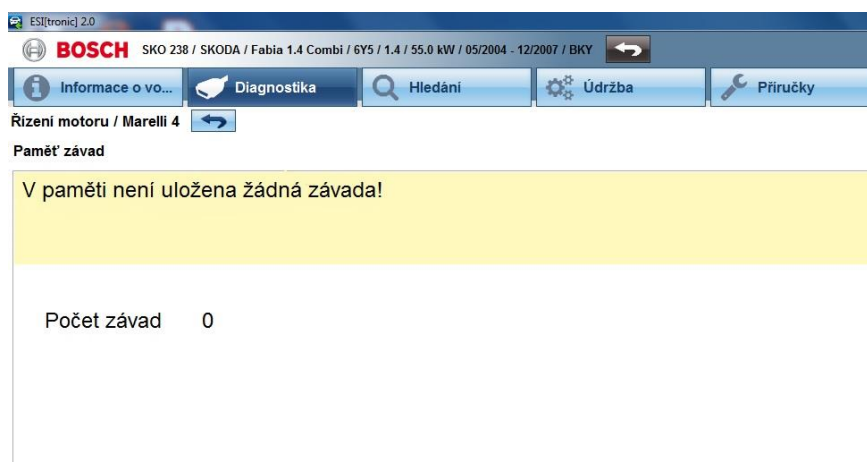 ESI[tronic] 2.0
BOSCH SKO 238 / SKODA / Fabia 1.4 Combi / 6Y5 / 1.4 / 55.0 kW / 05/2004 - 12/2007 / BKY
Informace o vo... Diagnostika Hledání Údržba Příručky
Řízení motoru / Marelli 4
Paměť závad
V paměti není uložena žádná závada!
Počet závad 0